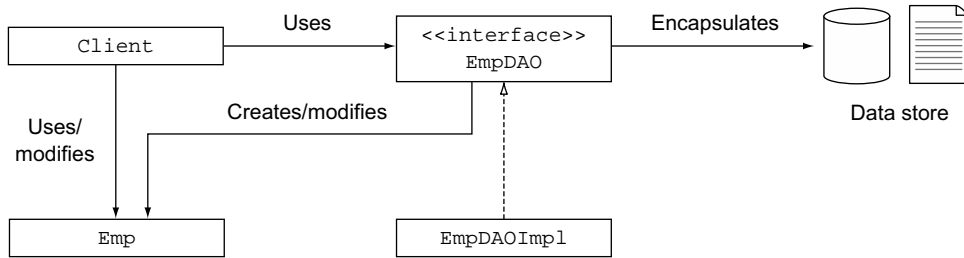 Uses
Encapsulates
Client
<<interface>>
EmpDAO
Data store
Creates/modifies
Uses/
modifies
Emp
EmpDAOImpl